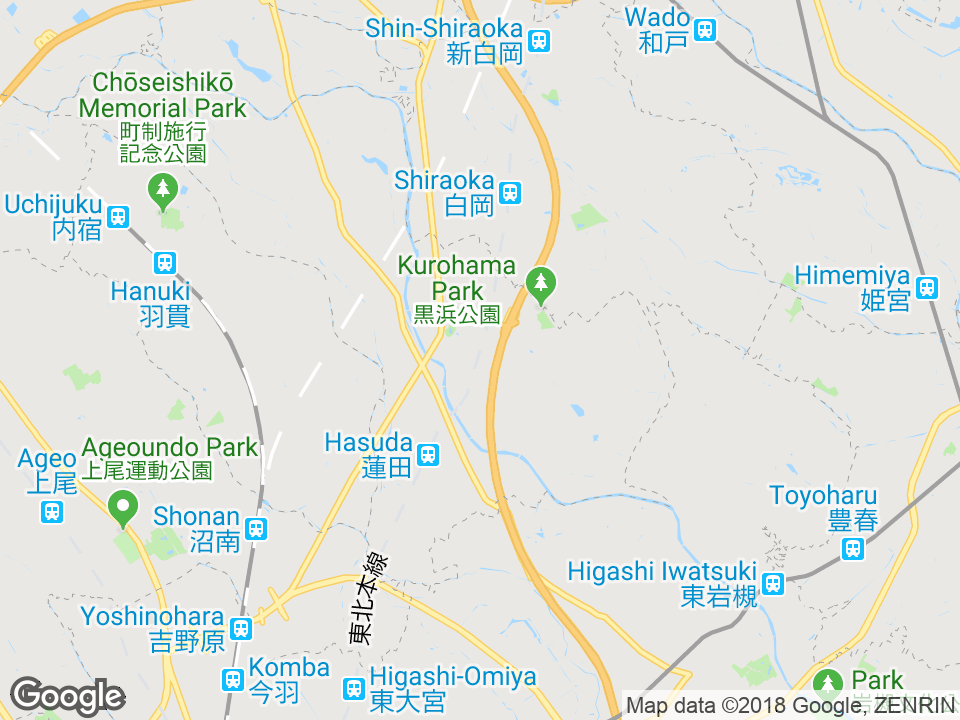 Shin-Shiraoka
新白岡
Wado
和戸
Chōseishikō
Memorial Park
町制施行
記念公園
Shiraoka
白岡
Uchijuku
内宿
Hanuki
羽貫
Kurohama
Park
黒浜公園
Himemiya
姫宮
Hasuda
蓮田
Ageoundo Park
上尾運動公園
Ageo
上尾
Shonan
沼南
Toyoharu
豊春
東北本線
Higashi Iwatsuki
東岩槻
Yoshinohara
吉野原
Komba
今羽
Higashi-Omiya
東大宮
Park
Google
Map data ©2018 Google, ZENRIN